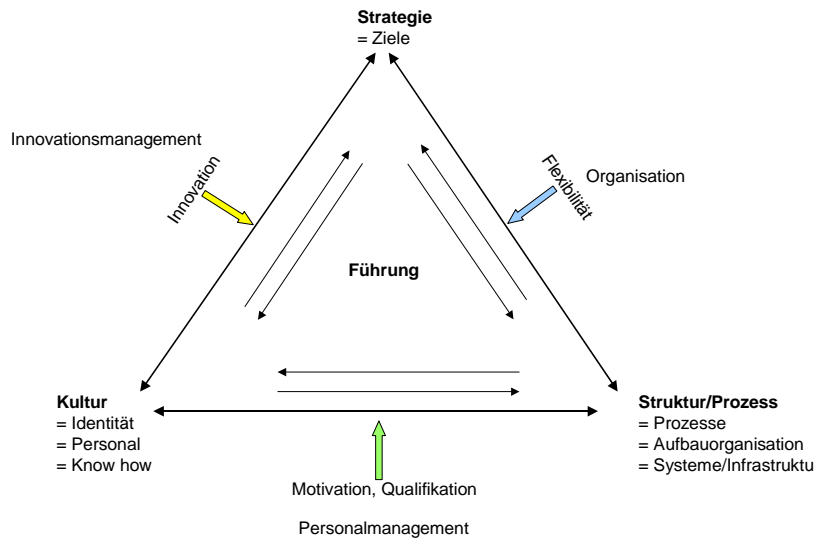 Strategie
= Ziele
Innovationsmanagement
Innovation
Flexibilität
Organisation
Führung
Kultur
= Identität
= Personal
= Know how
Struktur/Prozess
= Prozesse
= Aufbauorganisation
= Systeme/Infrastruktu
Motivation, Qualifikation
Personalmanagement